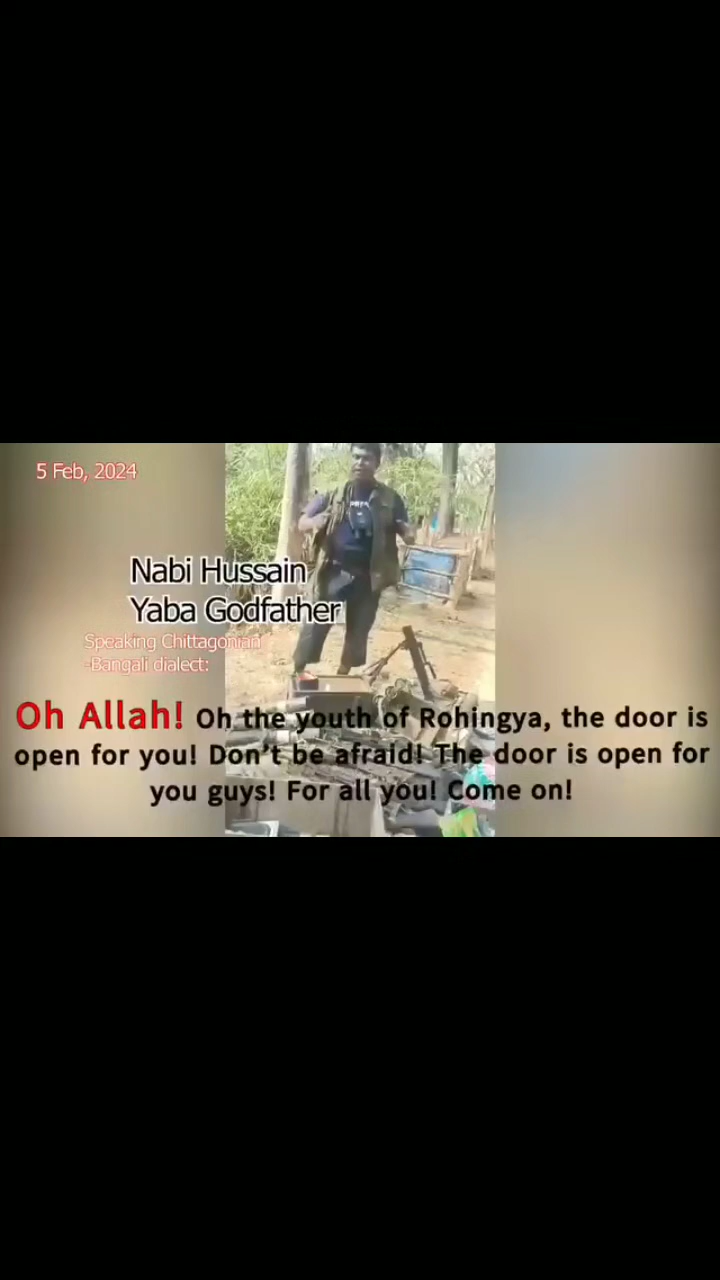 5 Feb, 2024
Nabi Hussain
Yaba Godfather
Speaking Chittagonian
-Bangali dialect:
Oh Allah! Oh the youth of Rohingya, the door is
open for you! Don't be afraid! The door is open for
you guys! For all you! Come on!